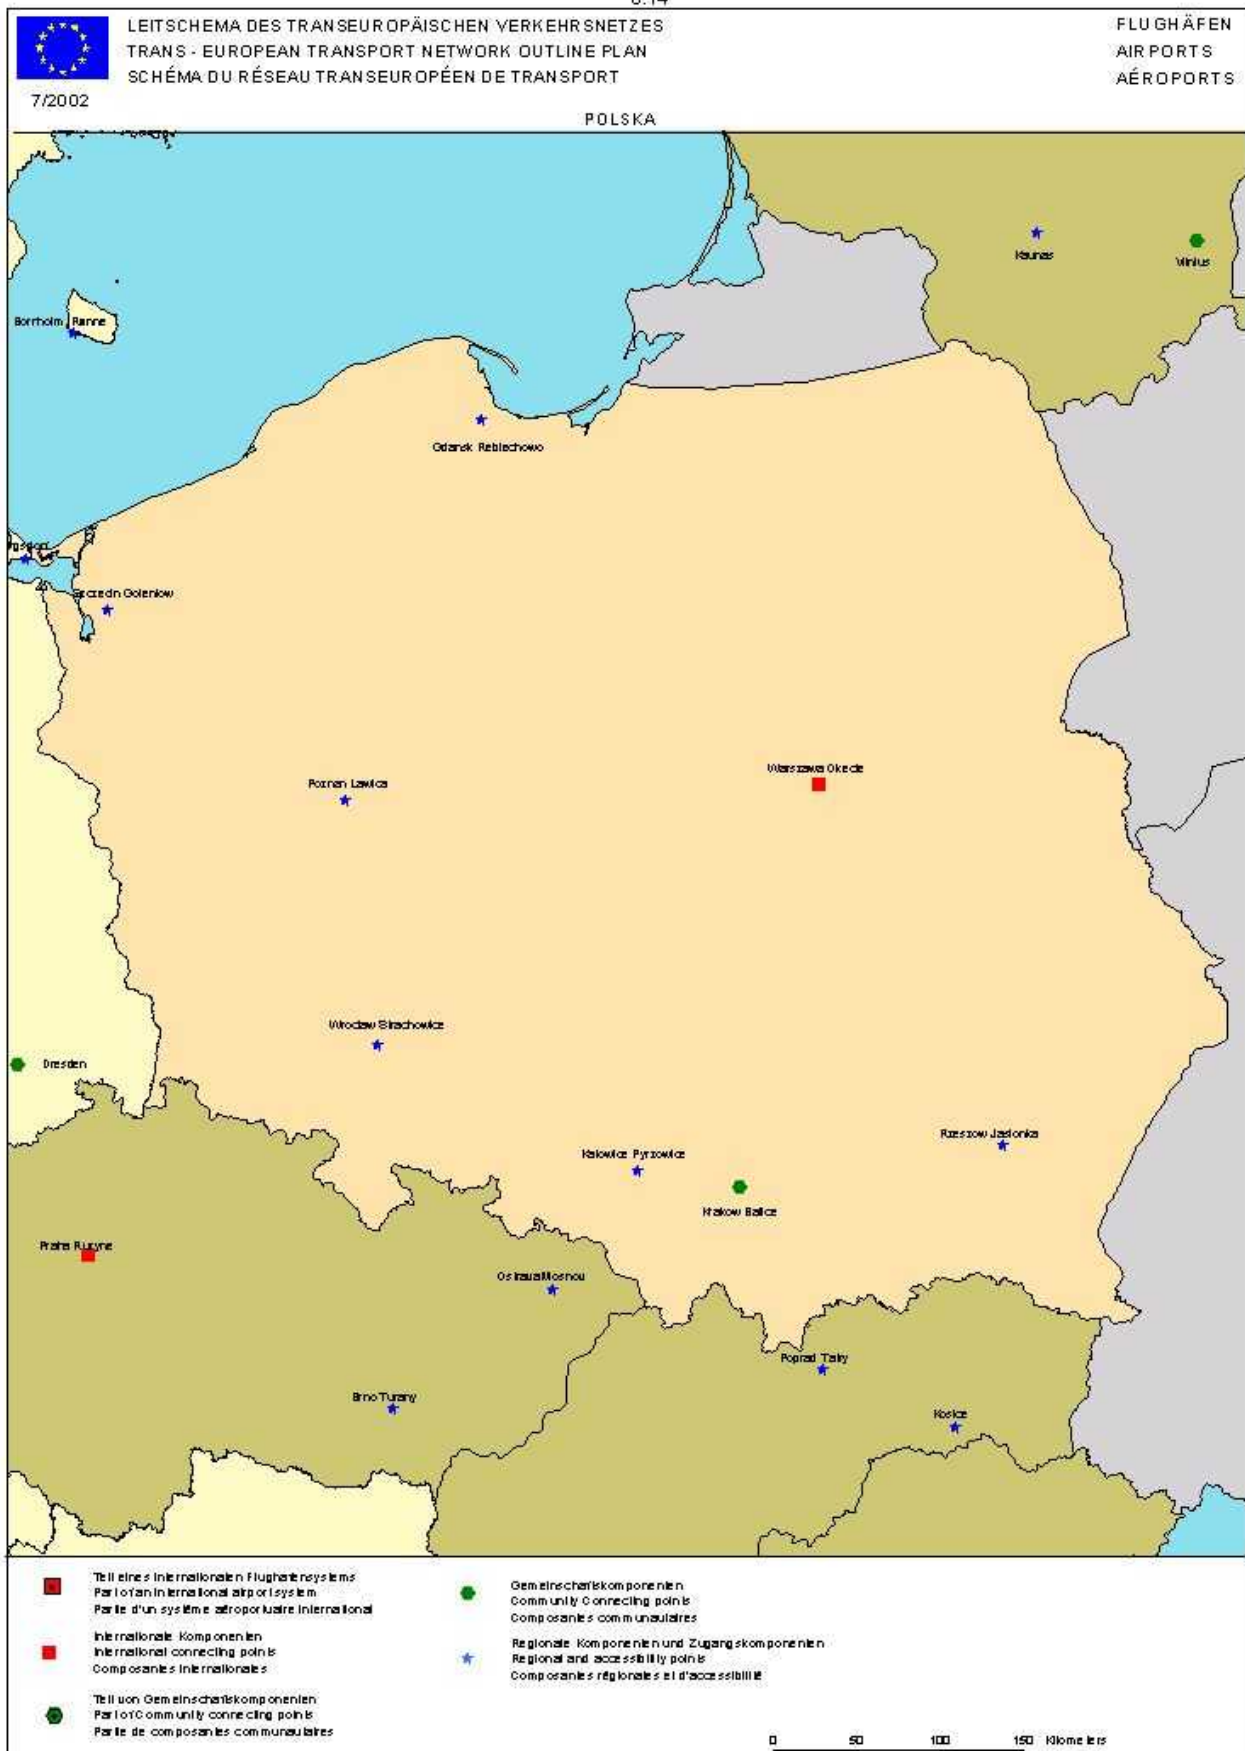 LEITSCHEMA DES TRANSEUROPÄISCHEN VERKEHRSNETZES
TRANS - EUROPEAN TRANSPORT NETWORK OUTLINE PLAN
SCHÉMA DU RÉSEAU TRANSEUROPÉEN DE TRANSPORT
FLUGHÄFEN
AIRPORTS
AÉROPORTS
7/2002
POLSKA
Kaunas
Vilnius
Bornholm Rønne
Gdansk Rebiechowo
Szczecin Goleniow
Poznan Lawica
Warszawa Okecie
Wroclaw Strachowice
Dresden
Rzeszow Jasionka
Katowice Pyrzowice
Krakow Balice
Praha Ruzyne
Ostrava Mosnov
Poprad Tatry
Brno Turany
Kosice
Teil eines internationalen Flughafensystems
Part of an international airport system
Partie d'un système aéroportuaire international
Internationale Komponenten
International connecting points
Composantes internationales
Teil von Gemeinschaftskomponenten
Part of Community connecting points
Partie de composantes communautaires
Gemeinschaftskomponenten
Community Connecting points
Composantes communautaires
Regionale Komponenten und Zugangskomponenten
Regional and accessibility points
Composantes régionales et d'accessibilité
0 50 100 150 Kilometers